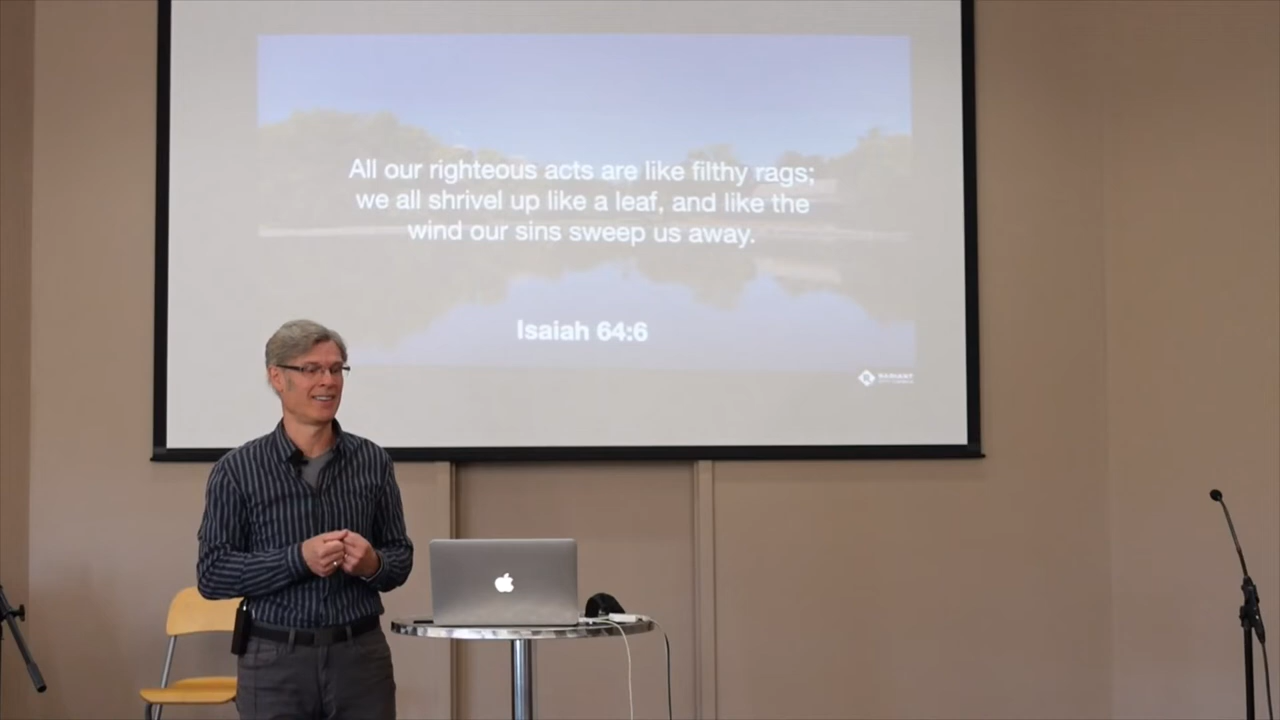 All our righteous acts are like filthy rags;
we all shrivel up like a leaf, and like the
wind our sins sweep us away.
Isaiah 64:6
RADIANT